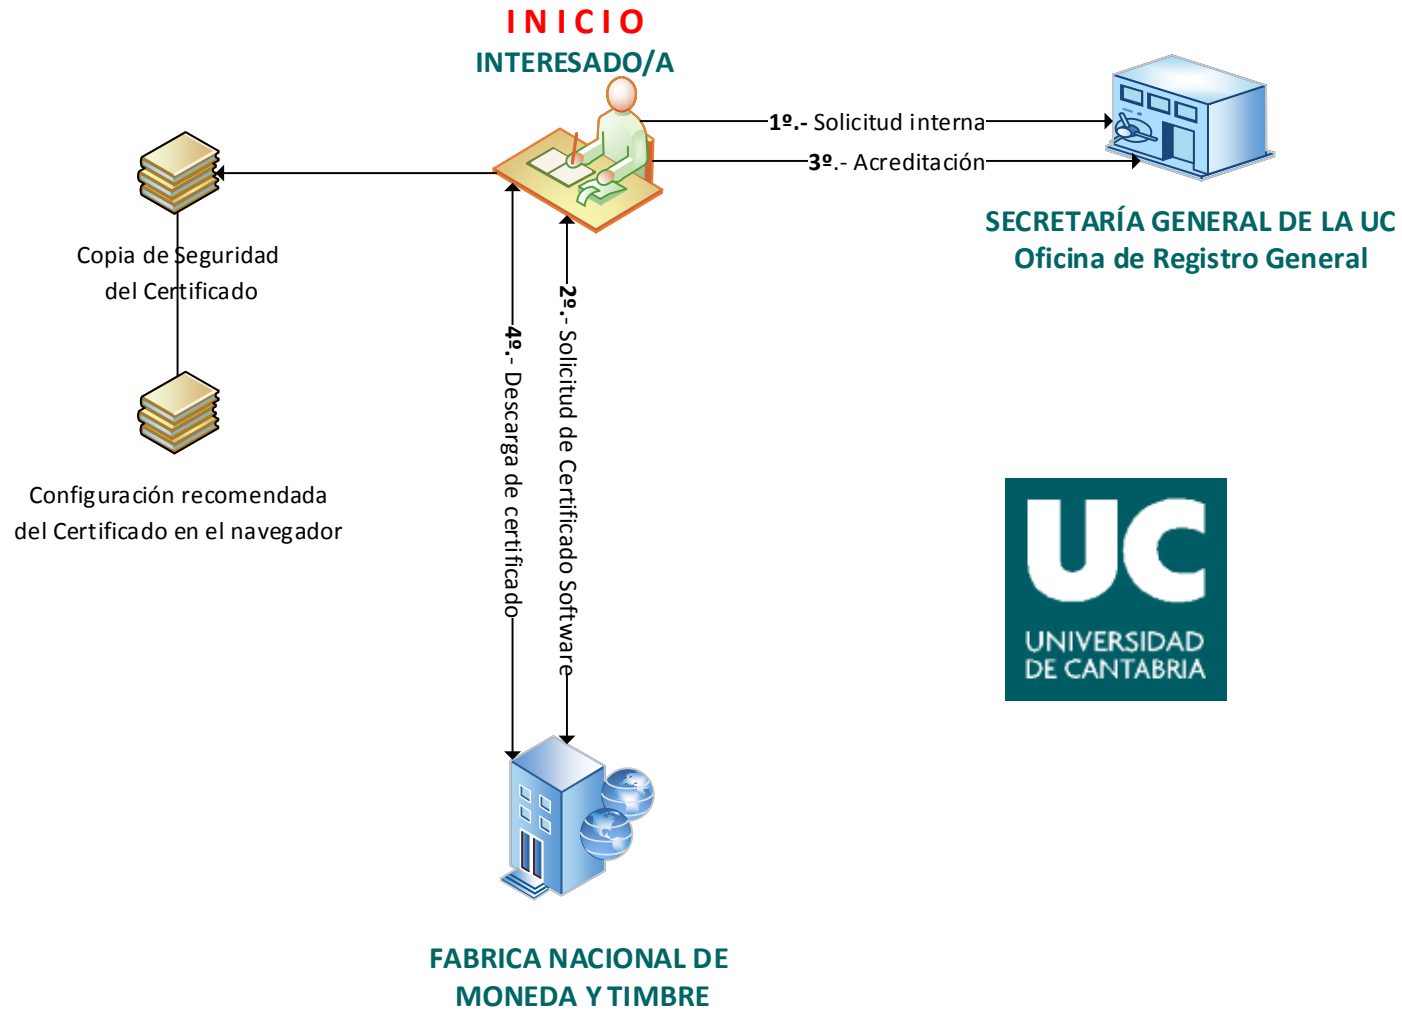 INICIO
INTERESADO/A
1º.- Solicitud interna
3º.- Acreditación
SECRETARÍA GENERAL DE LA UC
Oficina de Registro General
Copia de Seguridad
del Certificado
Configuración recomendada
del Certificado en el navegador
4º.- Descarga de certificado
2º.- Solicitud de Certificado Software
UC
UNIVERSIDAD
DE CANTABRIA
FABRICA NACIONAL DE
MONEDA Y TIMBRE